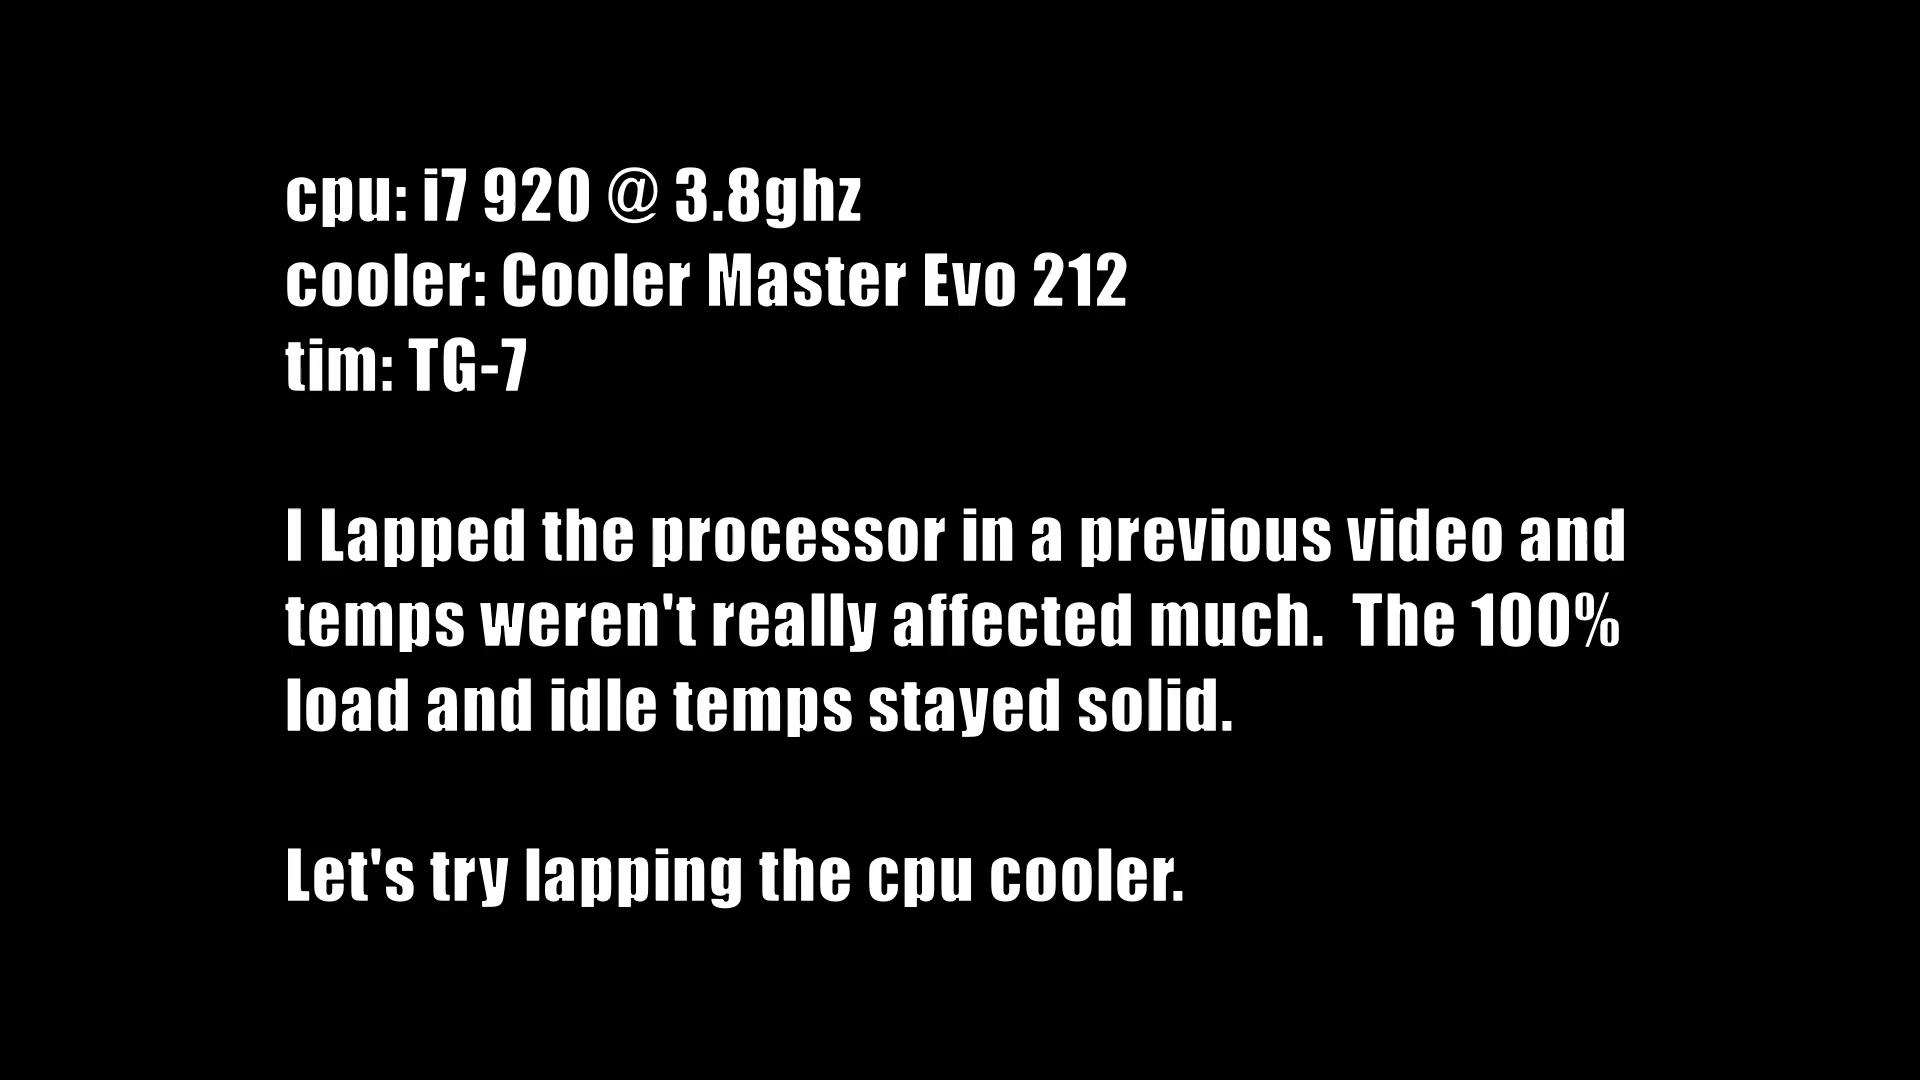 cpu: i7 920 @ 3.8ghz
cooler: Cooler Master Evo 212
tim: TG-7
I Lapped the processor in a previous video and
temps weren't really affected much.  The 100%
load and idle temps stayed solid.
Let's try lapping the cpu cooler.